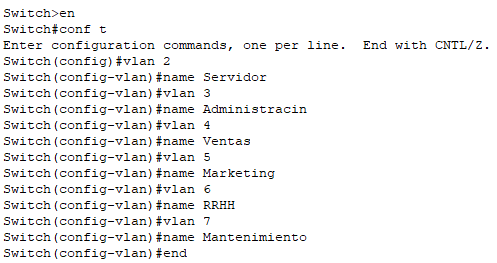 Switch>en
Switch#conf t
Enter configuration commands, one per line.  End with CNTL/Z.
Switch(config)#vlan 2
Switch(config-vlan)#name Servidor
Switch(config-vlan)#vlan 3
Switch(config-vlan)#name Administracin
Switch(config-vlan)#vlan 4
Switch(config-vlan)#name Ventas
Switch(config-vlan)#vlan 5
Switch(config-vlan)#name Marketing
Switch(config-vlan)#vlan 6
Switch(config-vlan)#name RRHH
Switch(config-vlan)#vlan 7
Switch(config-vlan)#name Mantenimiento
Switch(config-vlan)#end